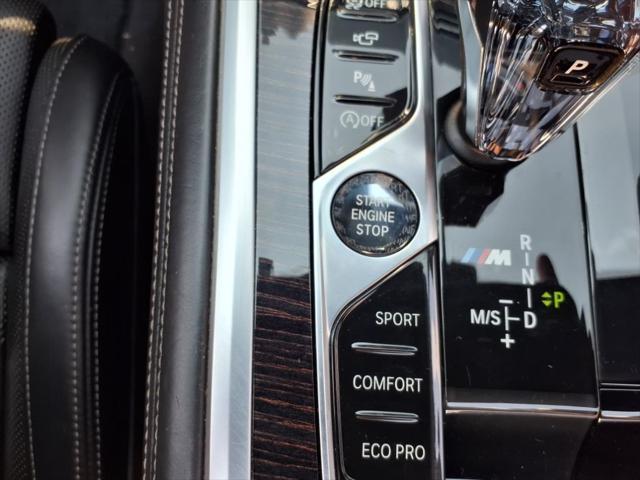 OFF
P
P
A OFF
START
ENGINE
STOP
M
R
N
D
P
M/S
–
+
SPORT
COMFORT
ECO PRO